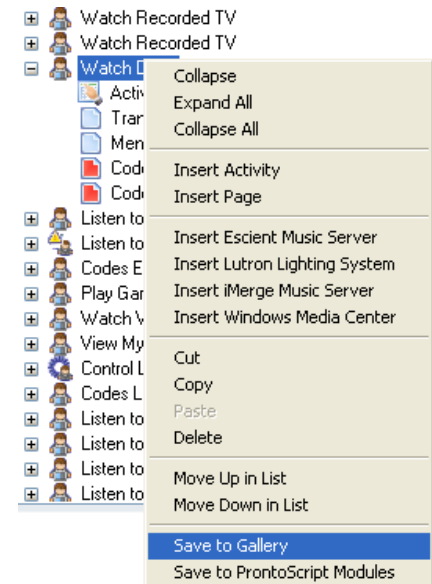 Watch Recorded TV
Watch Recorded TV
Watch D
Activ
Tran
Men
Code
Code
Listen to
Listen to
Codes E
Play Gar
Watch V
View My
Control L
Codes L
Listen to
Listen to
Listen to
Listen to
Collapse
Expand All
Collapse All
Insert Activity
Insert Page
Insert Escient Music Server
Insert Lutron Lighting System
Insert iMerge Music Server
Insert Windows Media Center
Cut
Copy
Paste
Delete
Move Up in List
Move Down in List
Save to Gallery
Save to ProntoScript Modules